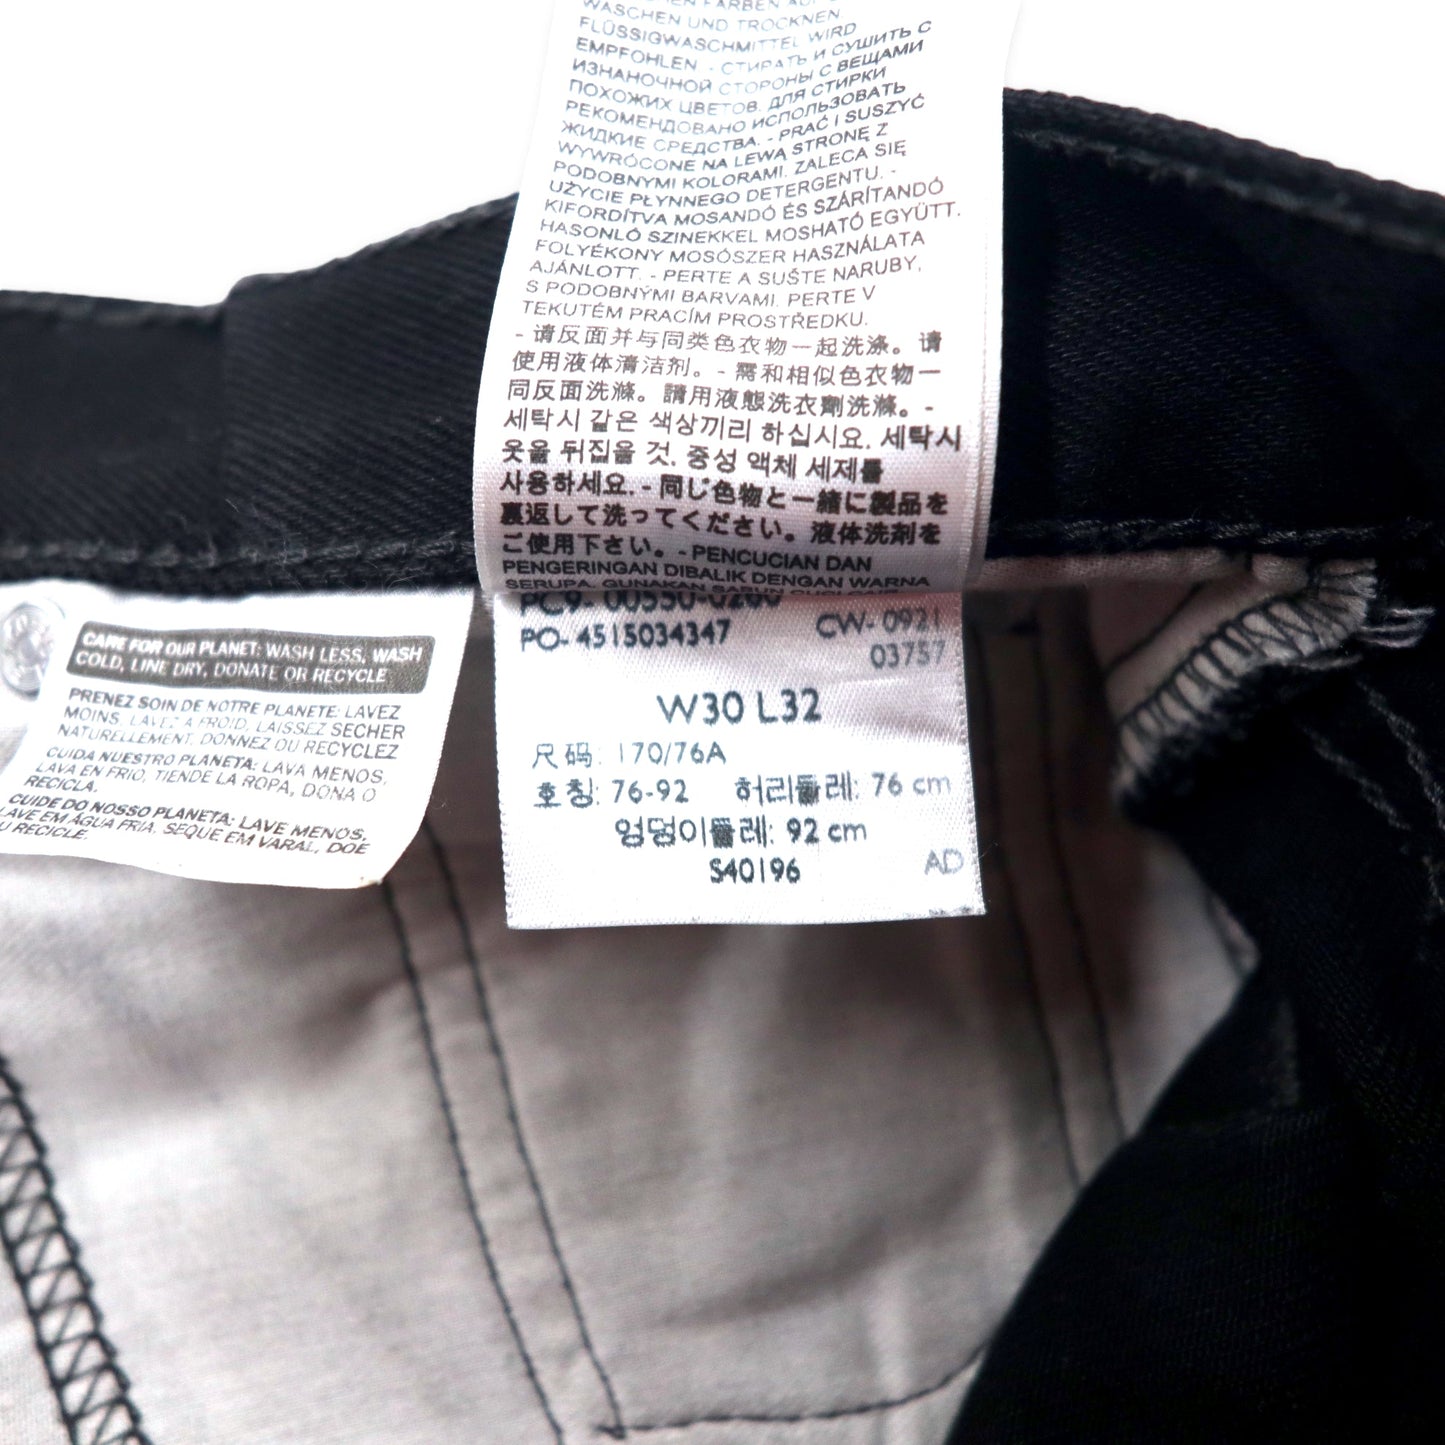 WASCHEN UND TROCKNEN
FLÜSSIGWASCHMITTEL WIRD
EMPFOHLEN - СТИРАТЬ И СУШИТЬ С
ИЗНАНОЧНОЙ СТОРОНЫ С ВЕЩАМИ
ПОХОЖИХ ЦВЕТОВ. ДЛЯ СТИРКИ
РЕКОМЕНДОВАНО ИСПОЛЬЗОВАТЬ
ЖИДКИЕ СРЕДСТВА. - PRAĆ I SUSZYĆ
WYWRÓCONE NA LEWĄ STRONĘ Z
PODOBNYMI KOLORAMI. ZALECA SIĘ
UŻYCIE PŁYNNEGO DETERGENTU. -
KIFORDÍTVA MOSANDÓ ÉS SZÁRÍTANDÓ
HASONLÓ SZINEKKEL MOSHATÓ EGYÜTT.
FOLYÉKONY MOSÓSZER HASZNÁLATA
AJÁNLOTT. - PERTE A SUŠTE NARUBY,
S PODOBNÝMI BARVAMI. PERTE V
TEKUTÉM PRACÍM PROSTŘEDKU.
- 请反面并与同类色衣物一起洗涤。请
使用液体清洁剂。- 需和相似色衣物一
同反面洗滌。請用液態洗衣劑洗滌。-
세탁시 같은 색상끼리 하십시요. 세탁시
옷을 뒤집을 것. 중성 액체 세제를
사용하세요. - 同じ色物と一緒に製品を
裏返して洗ってください。液体洗剤を
ご使用下さい。- PENCUCIAN DAN
PENGERINGAN DIBALIK DENGAN WARNA
SERUPA. GUNAKAN SABUN CUCI CAIR
PC9- 00550-0260
PO- 4515034347 CW- 0921
03757
W30 L32
尺码: 170/76A
호칭: 76-92 허리둘레: 76 cm
엉덩이둘레: 92 cm
S40196 AD
CARE FOR OUR PLANET: WASH LESS, WASH
COLD, LINE DRY, DONATE OR RECYCLE
PRENEZ SOIN DE NOTRE PLANETE: LAVEZ
MOINS, LAVEZ A FROID, LAISSEZ SECHER
NATURELLEMENT, DONNEZ OU RECYCLEZ
CUIDA NUESTRO PLANETA: LAVA MENOS,
LAVA EN FRIO, TIENDE LA ROPA, DONA O
RECICLA.
CUIDE DO NOSSO PLANETA: LAVE MENOS,
LAVE EM ÁGUA FRIA, SEQUE EM VARAL, DOE
OU RECICLE.